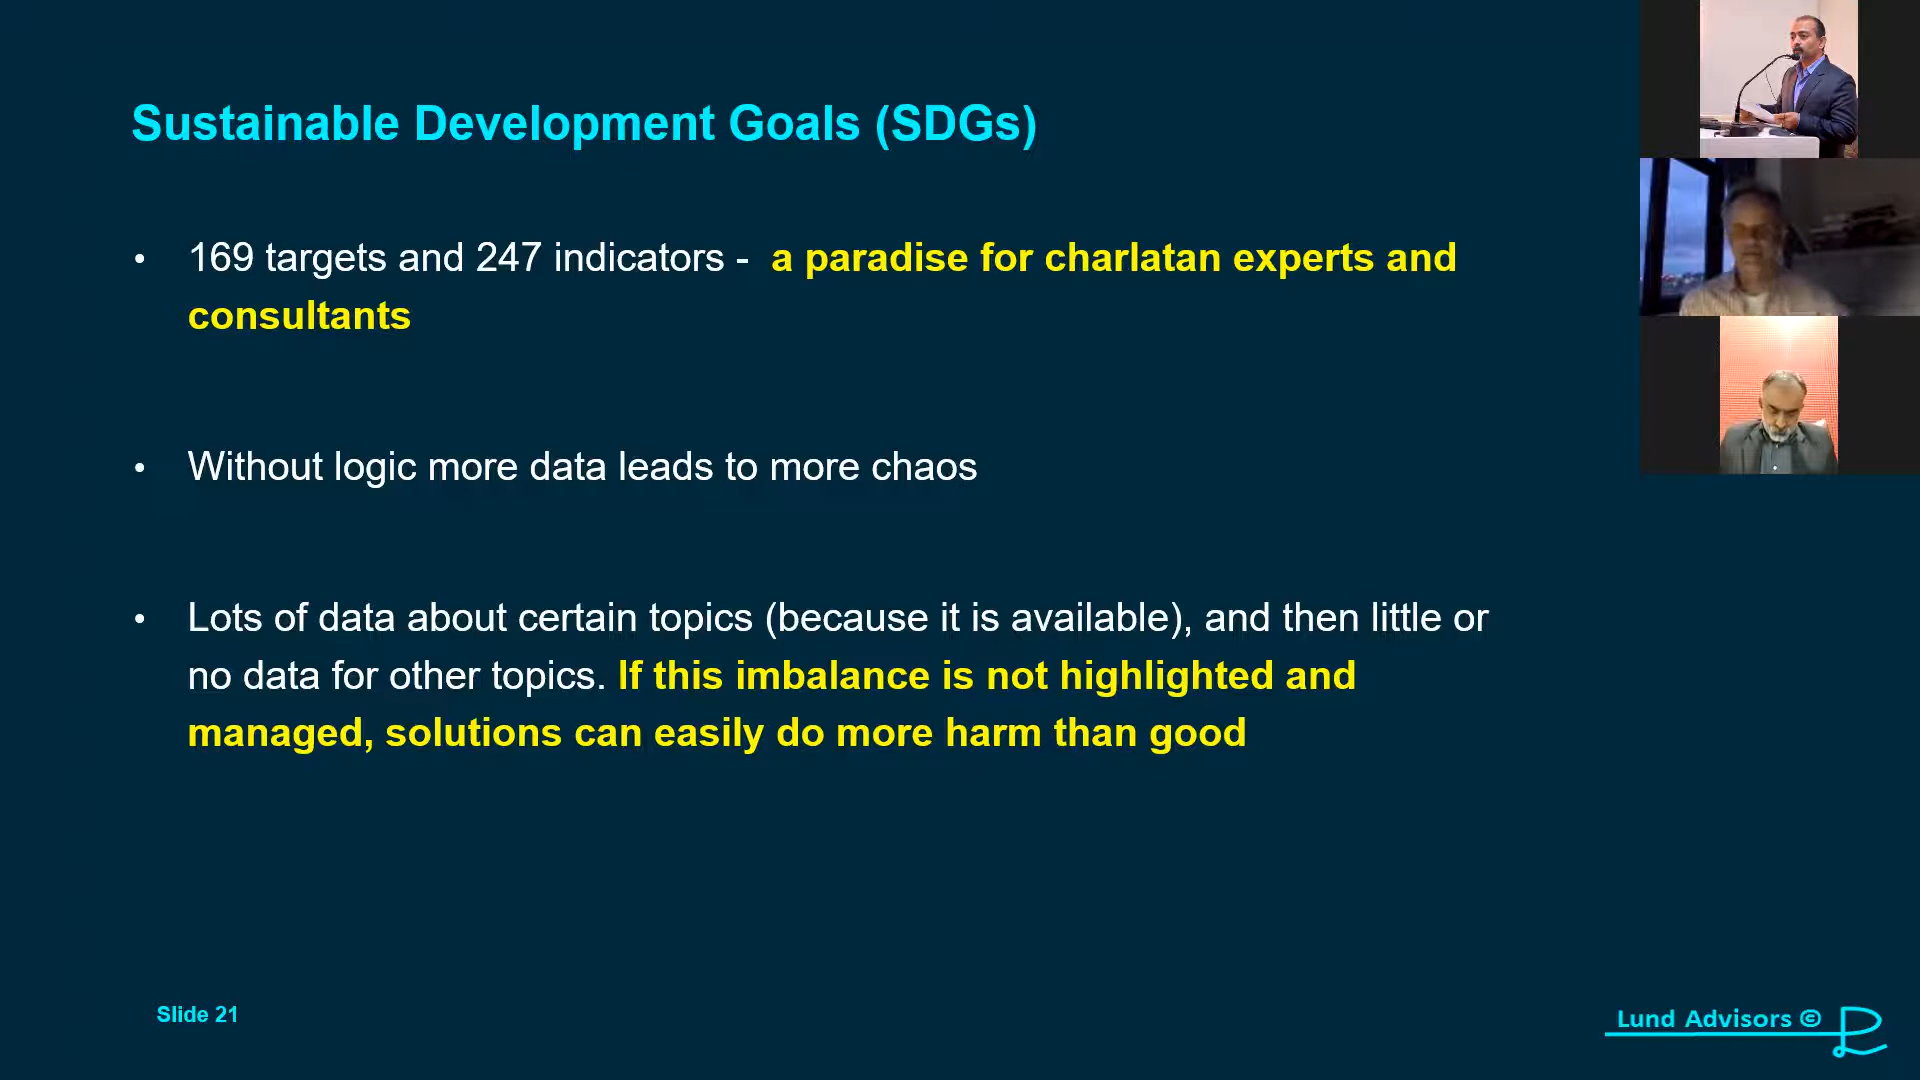 Sustainable Development Goals (SDGs)
• 169 targets and 247 indicators - a paradise for charlatan experts and
consultants
• Without logic more data leads to more chaos
• Lots of data about certain topics (because it is available), and then little or
no data for other topics. If this imbalance is not highlighted and
managed, solutions can easily do more harm than good
Slide 21
Lund Advisors ©